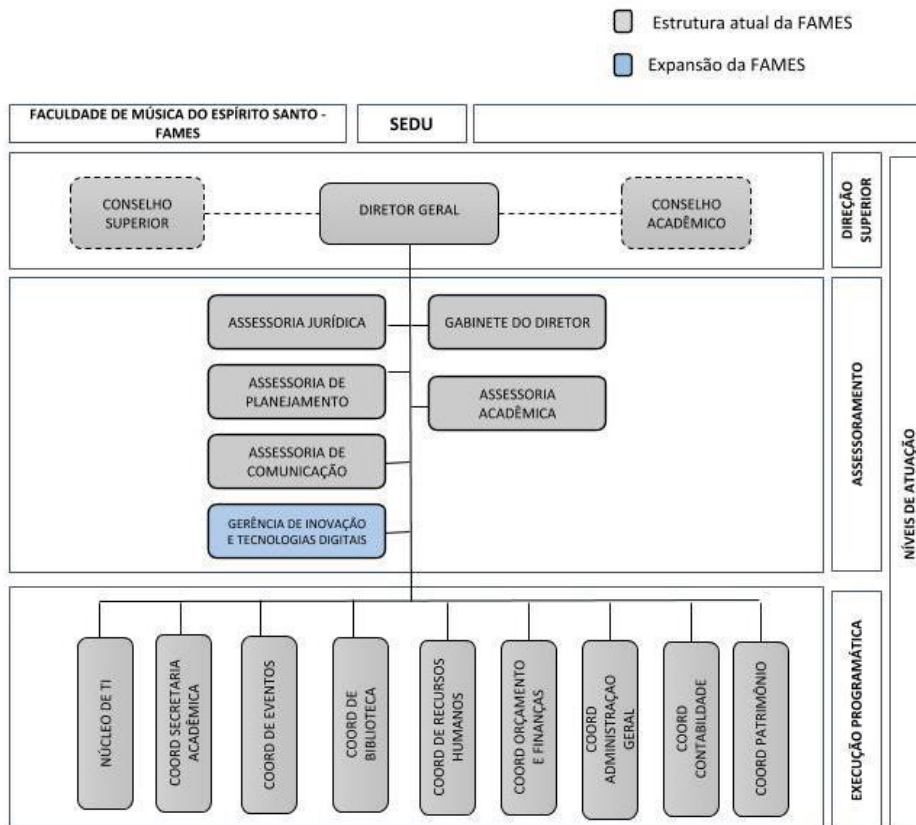 Estrutura atual da FAMES
Expansão da FAMES
FACULDADE DE MÚSICA DO ESPÍRITO SANTO -
FAMES
SEDU
CONSELHO
SUPERIOR
DIRETOR GERAL
CONSELHO
ACADÊMICO
DIREÇÃO
SUPERIOR
ASSESSORIA JURÍDICA
GABINETE DO DIRETOR
ASSESSORIA DE
PLANEJAMENTO
ASSESSORIA
ACADÊMICA
ASSESSORIA DE
COMUNICAÇÃO
GERÊNCIA DE INOVAÇÃO
E TECNOLOGIAS DIGITAIS
ASSESSORAMENTO
NÍVEIS DE ATUAÇÃO
NÚCLEO DE TI
COORD SECRETARIA
ACADÊMICA
COORD DE EVENTOS
COORD DE
BIBLIOTECA
COORD DE RECURSOS
HUMANOS
COORD ORÇAMENTO
E FINANÇAS
COORD
ADMINISTRAÇAO
GERAL
COORD
CONTABILDADE
COORD PATRIMÔNIO
EXECUÇÃO PROGRAMÁTICA